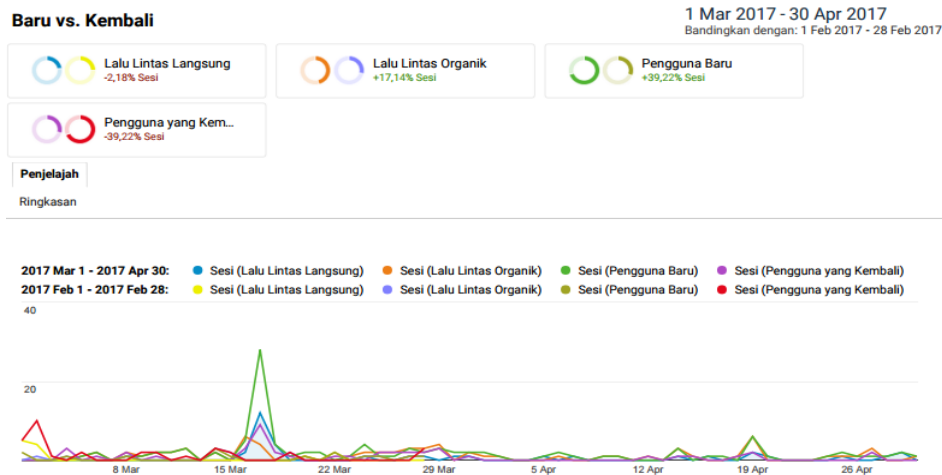 Baru vs. Kembali
1 Mar 2017 - 30 Apr 2017
Bandingkan dengan: 1 Feb 2017 - 28 Feb 2017
Lalu Lintas Langsung
-2,18% Sesi
Lalu Lintas Organik
+17,14% Sesi
Pengguna Baru
+39,22% Sesi
Pengguna yang Kem...
-39,22% Sesi
Penjelajah
Ringkasan
2017 Mar 1 - 2017 Apr 30: Sesi (Lalu Lintas Langsung) Sesi (Lalu Lintas Organik) Sesi (Pengguna Baru) Sesi (Pengguna yang Kembali)
2017 Feb 1 - 2017 Feb 28: Sesi (Lalu Lintas Langsung) Sesi (Lalu Lintas Organik) Sesi (Pengguna Baru) Sesi (Pengguna yang Kembali)
40
20
8 Mar 15 Mar 22 Mar 29 Mar 5 Apr 12 Apr 19 Apr 26 Apr